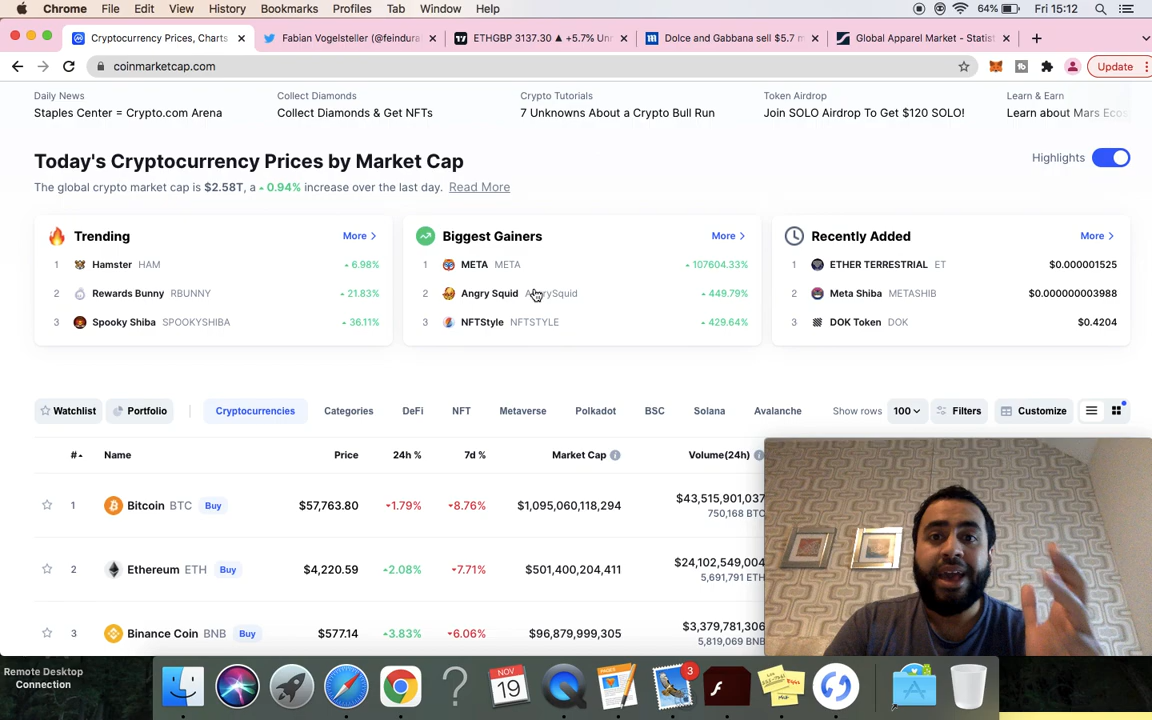 Chrome File Edit View History Bookmarks Profiles Tab Window Help 64% Fri 15:12
Cryptocurrency Prices, Charts Fabian Vogelsteller (@feindura ETHGBP 3137.30 ▲ +5.7% Un Dolce and Gabbana sell $5.7 m Global Apparel Market - Statist
coinmarketcap.com Update
Daily News Collect Diamonds Crypto Tutorials Token Airdrop Learn & Earn
Staples Center = Crypto.com Arena Collect Diamonds & Get NFTs 7 Unknowns About a Crypto Bull Run Join SOLO Airdrop To Get $120 SOLO! Learn about Mars Ecos
Today's Cryptocurrency Prices by Market Cap Highlights
The global crypto market cap is $2.58T, a 0.94% increase over the last day. Read More
Trending More Biggest Gainers More Recently Added More
1 Hamster HAM 6.98% 1 META META 107604.33% 1 ETHER TERRESTRIAL ET $0.000001525
2 Rewards Bunny RBUNNY 21.83% 2 Angry Squid AngrySquid 449.79% 2 Meta Shiba METASHIB $0.000000003988
3 Spooky Shiba SPOOKYSHIBA 36.11% 3 NFTStyle NFTSTYLE 429.64% 3 DOK Token DOK $0.4204
Watchlist Portfolio Cryptocurrencies Categories DeFi NFT Metaverse Polkadot BSC Solana Avalanche Show rows 100 Filters Customize
# Name Price 24h % 7d % Market Cap Volume(24h)
1 Bitcoin BTC Buy $57,763.80 1.79% 8.76% $1,095,060,118,294 $43,515,901,037
750,168 BTC
2 Ethereum ETH Buy $4,220.59 2.08% 7.71% $501,400,204,411 $24,102,549,004
5,691,791 ETH
3 Binance Coin BNB Buy $577.14 3.83% 6.06% $96,879,999,305 $3,379,781,306
5,819,069 BNB
Remote Desktop
Connection
NOV
19
3